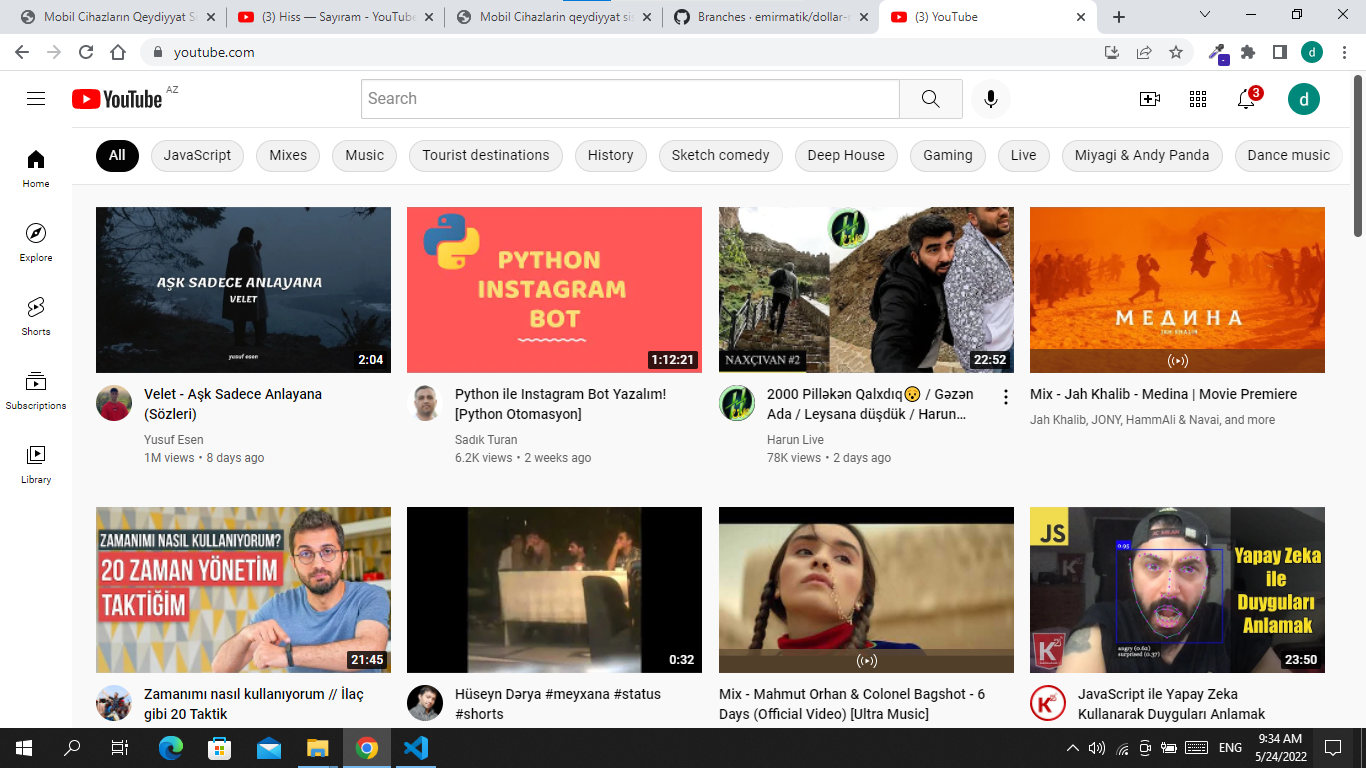 Mobil Cihazların Qeydiyyat Si
(3) Hiss — Sayıram - YouTube
Mobil Cihazlarin qeydiyyat sis
Branches · emirmatik/dollar-r
(3) YouTube
youtube.com
d
YouTube AZ
Search
3
d
All
JavaScript
Mixes
Music
Tourist destinations
History
Sketch comedy
Deep House
Gaming
Live
Miyagi & Andy Panda
Dance music
Home
Explore
Shorts
Subscriptions
Library
AŞK SADECE ANLAYANA
VELET
yusuf esen
2:04
Velet - Aşk Sadece Anlayana
(Sözleri)
Yusuf Esen
1M views • 8 days ago
PYTHON
INSTAGRAM
BOT
1:12:21
Python ile Instagram Bot Yazalım!
[Python Otomasyon]
Sadık Turan
6.2K views • 2 weeks ago
NAXÇIVAN #2
22:52
2000 Pilləkən Qalxdıq😯 / Gəzən
Ada / Leysana düşdük / Harun...
Harun Live
78K views • 2 days ago
МЕДИНА
JAH KHALIB
Mix - Jah Khalib - Medina | Movie Premiere
Jah Khalib, JONY, HammAli & Navai, and more
ZAMANIMI NASIL KULLANIYORUM?
20 ZAMAN YÖNETİM
TAKTİĞİM
21:45
Zamanımı nasıl kullanıyorum // İlaç
gibi 20 Taktik
0:32
Hüseyn Dərya #meyxana #status
#shorts
Mix - Mahmut Orhan & Colonel Bagshot - 6
Days (Official Video) [Ultra Music]
JS
0.95
Yapay Zeka
ile
Duyguları
Anlamak
angry (0.62)
surprised (0.37)
K
23:50
JavaScript ile Yapay Zeka
Kullanarak Duyguları Anlamak
ENG
9:34 AM
5/24/2022